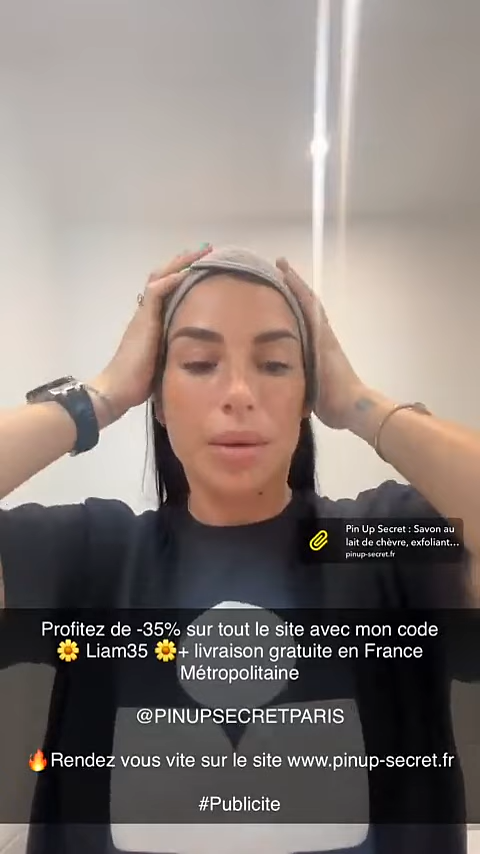 Pin Up Secret : Savon au
lait de chèvre, exfoliant...
pinup-secret.fr
Profitez de -35% sur tout le site avec mon code
🌼 Liam35 🌼+ livraison gratuite en France
Métropolitaine
@PINUPSECRETPARIS
🔥Rendez vous vite sur le site www.pinup-secret.fr
#Publicite